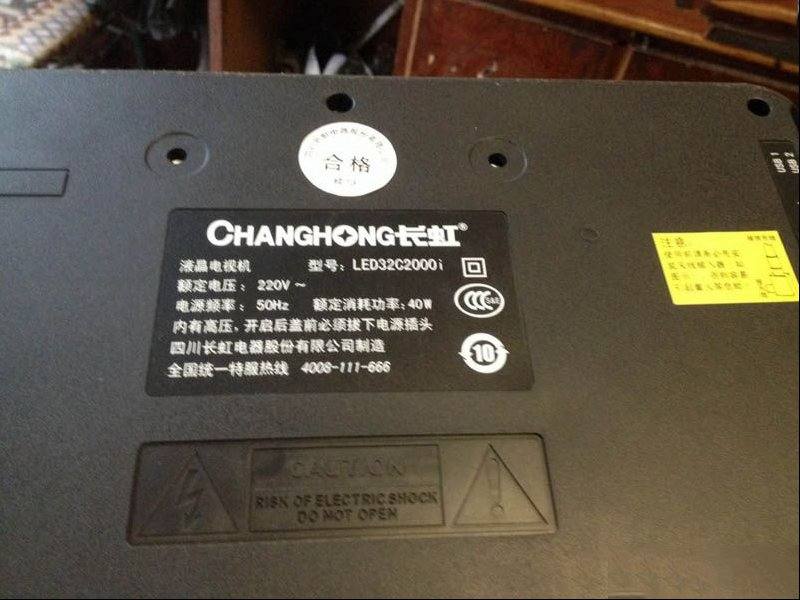 合格
USB 1
USB 2
CHANGHONG长虹®
液晶电视机 型号：LED32C2000i
额定电压：220V～
电源频率：50Hz 额定消耗功率：40W
内有高压，开启后盖前必须拔下电源插头
四川长虹电器股份有限公司制造
全国统一特服热线 4008-111-666
CCC S&E
10
注意：
CAUTION
RISK OF ELECTRIC SHOCK
DO NOT OPEN